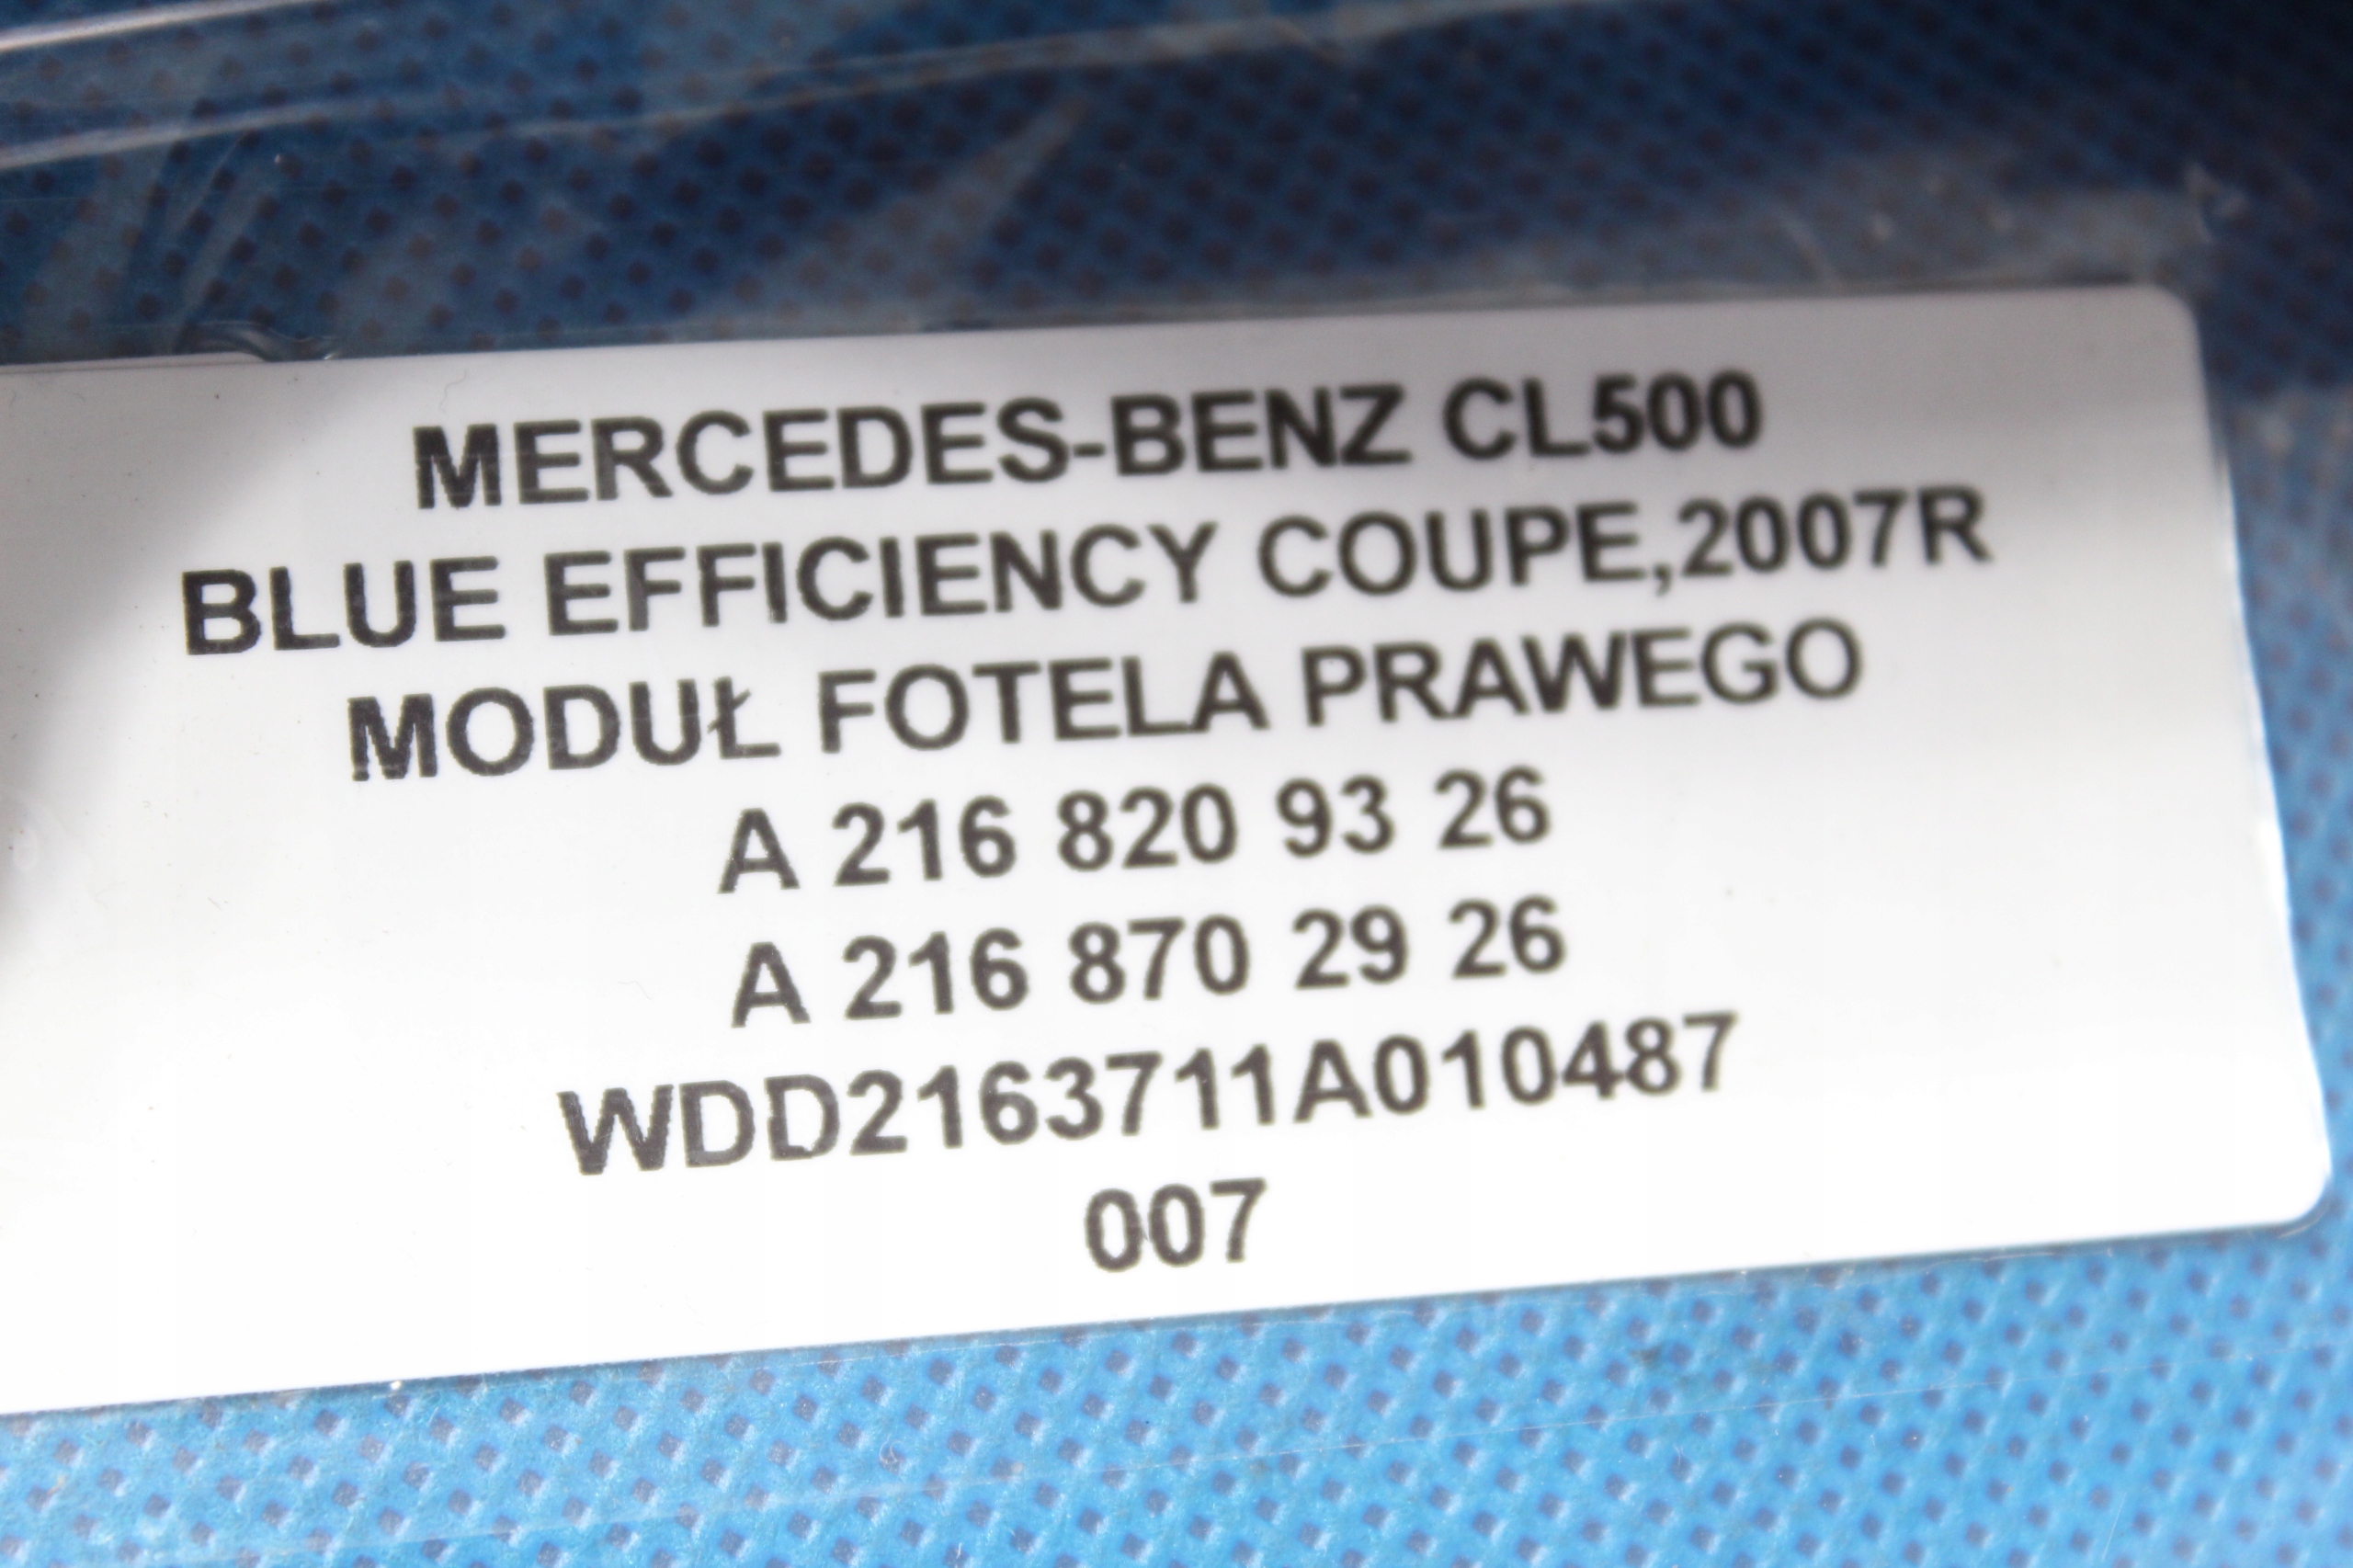 MERCEDES-BENZ CL500
BLUE EFFICIENCY COUPE,2007R
MODUŁ FOTELA PRAWEGO
A 216 820 93 26
A 216 870 29 26
WDD2163711A010487
007